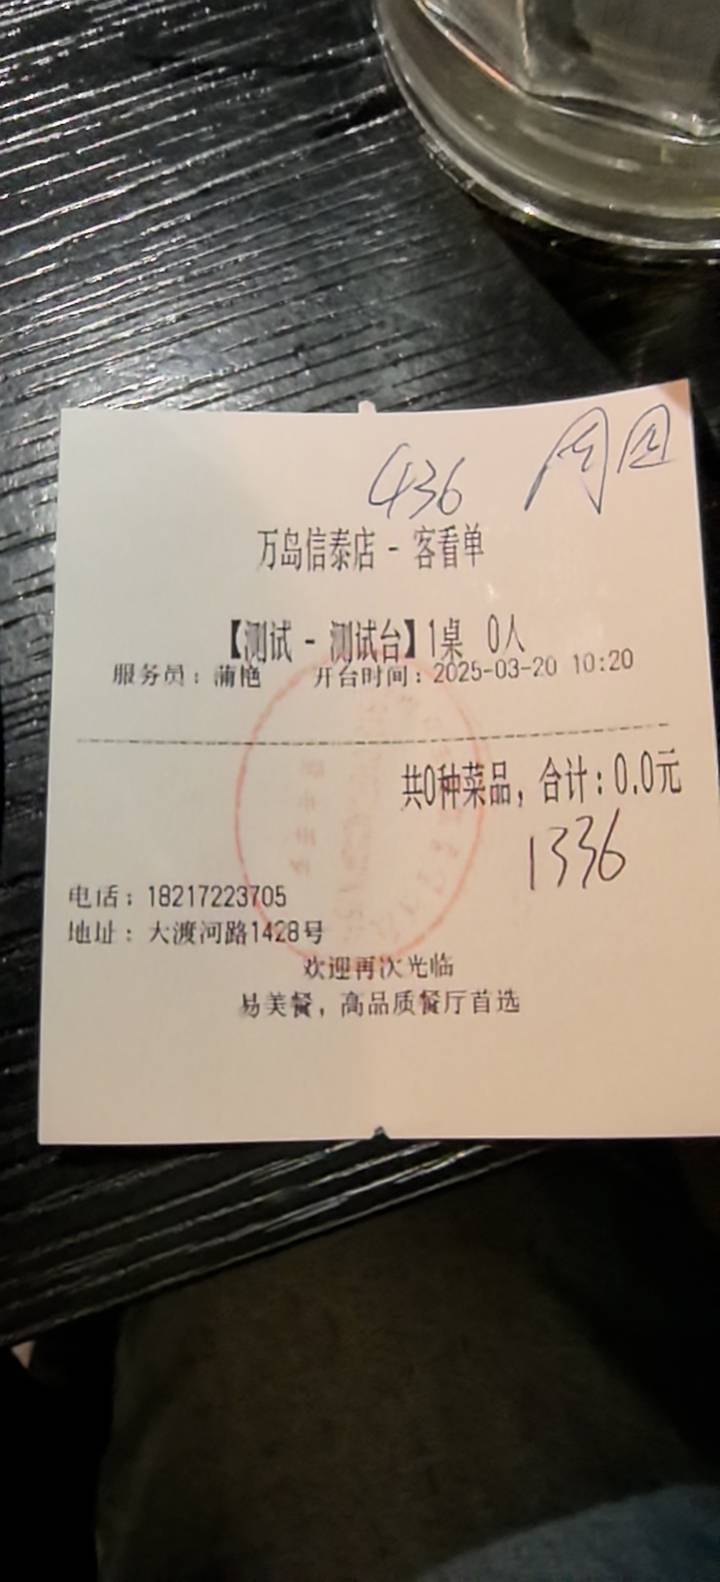 436 周四
万岛信泰店 - 客看单
【测试 - 测试台】1桌 0人
服务员：蒲艳 开台时间：2025-03-20 10:20
共0种菜品，合计：0.0元
1336
电话：18217223705
地址：大渡河路1428号
欢迎再次光临
易美餐，高品质餐厅首选